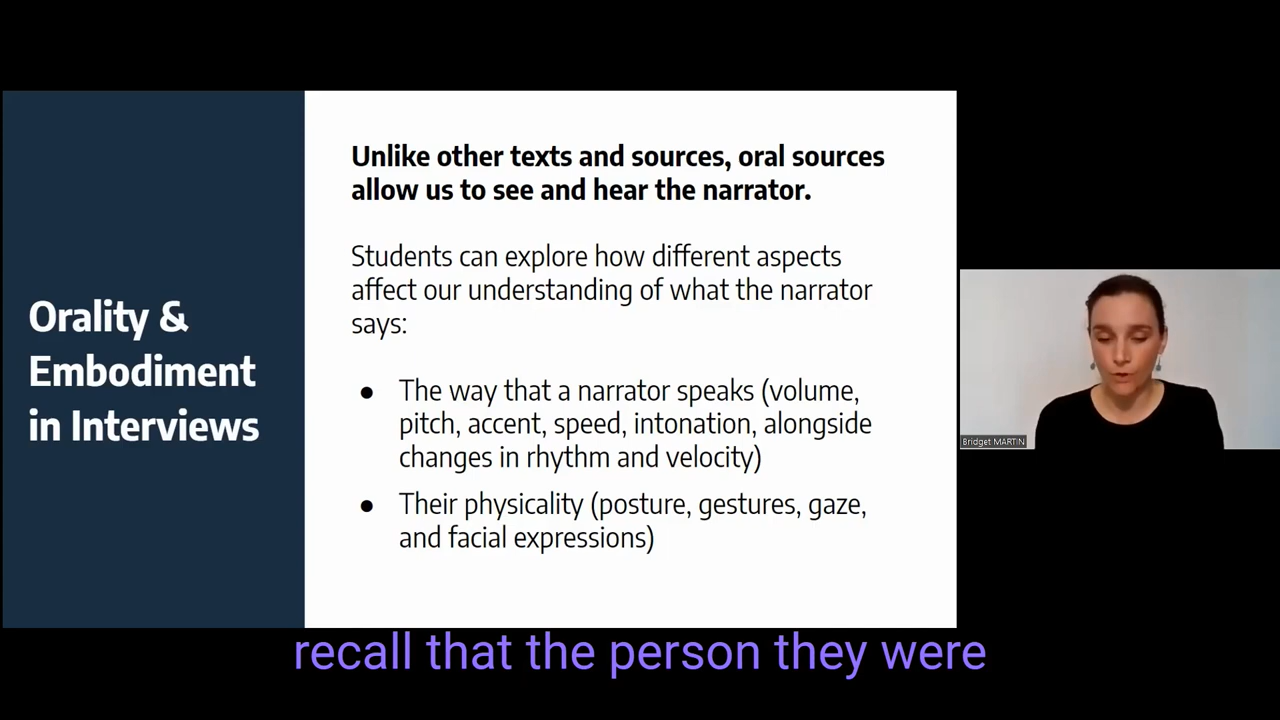 Orality &
Embodiment
in Interviews
Unlike other texts and sources, oral sources
allow us to see and hear the narrator.
Students can explore how different aspects
affect our understanding of what the narrator
says:
● The way that a narrator speaks (volume,
pitch, accent, speed, intonation, alongside
changes in rhythm and velocity)
● Their physicality (posture, gestures, gaze,
and facial expressions)
Bridget MARTIN
recall that the person they were